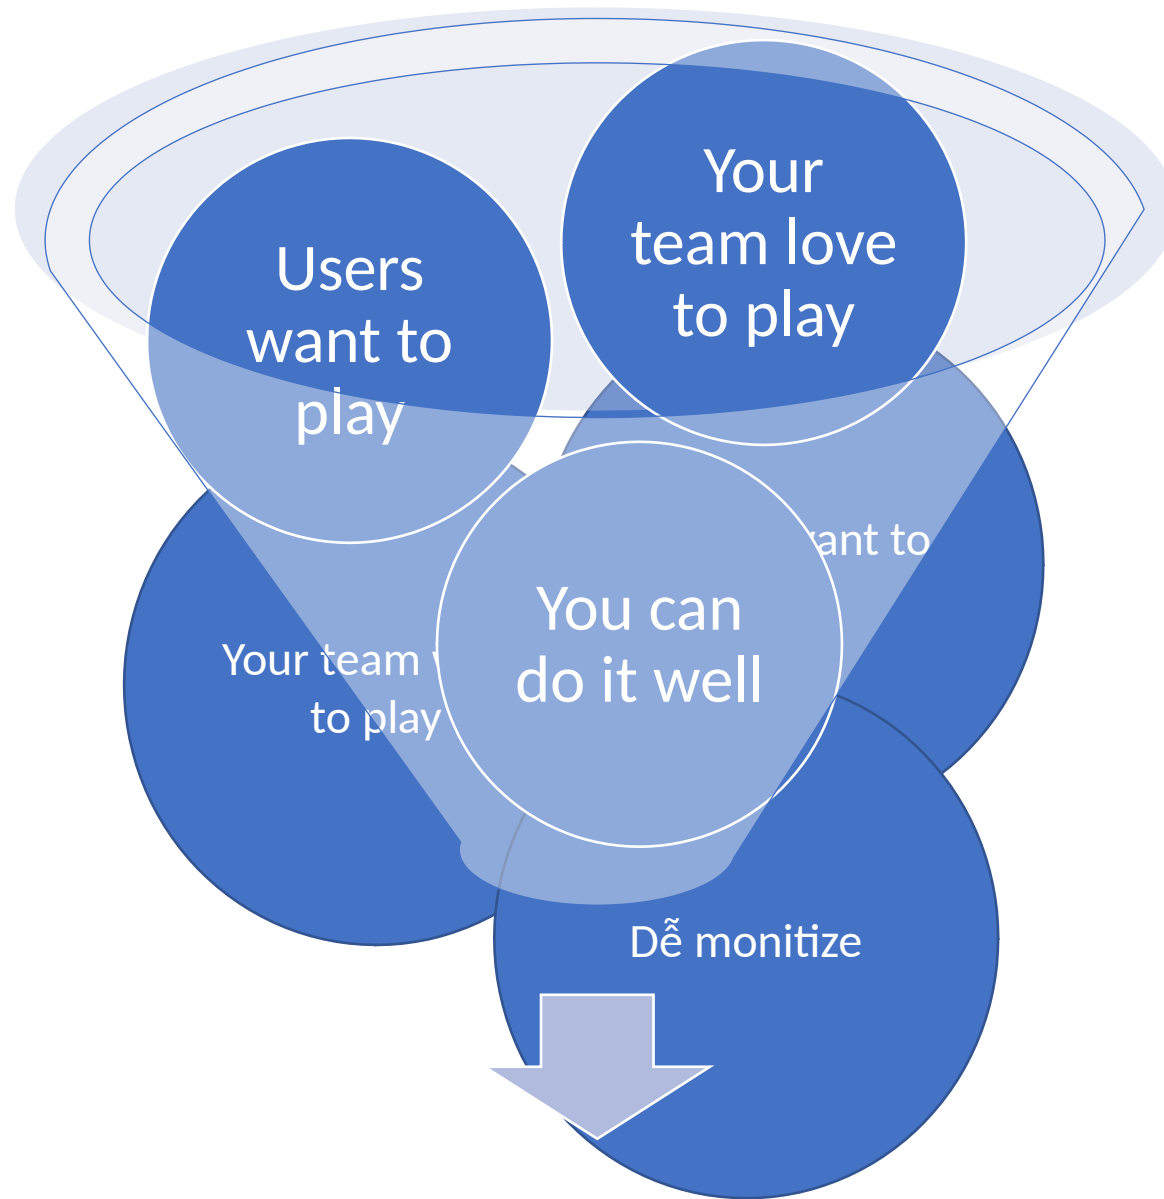 Your
team love
to play
Users
want to
play
You can
do it well
to
Your team
to play
Dễ monitize